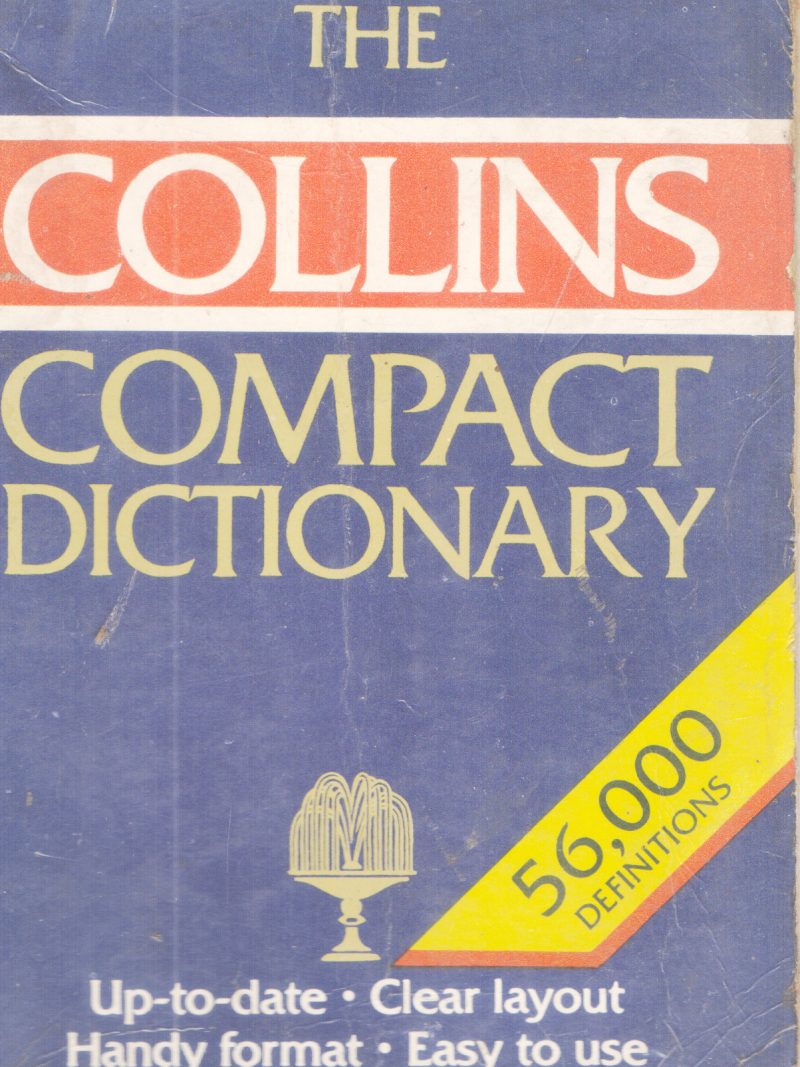 THE
COLLINS
COMPACT
DICTIONARY
56,000
DEFINITIONS
Up-to-date • Clear layout
Handy format • Easy to use